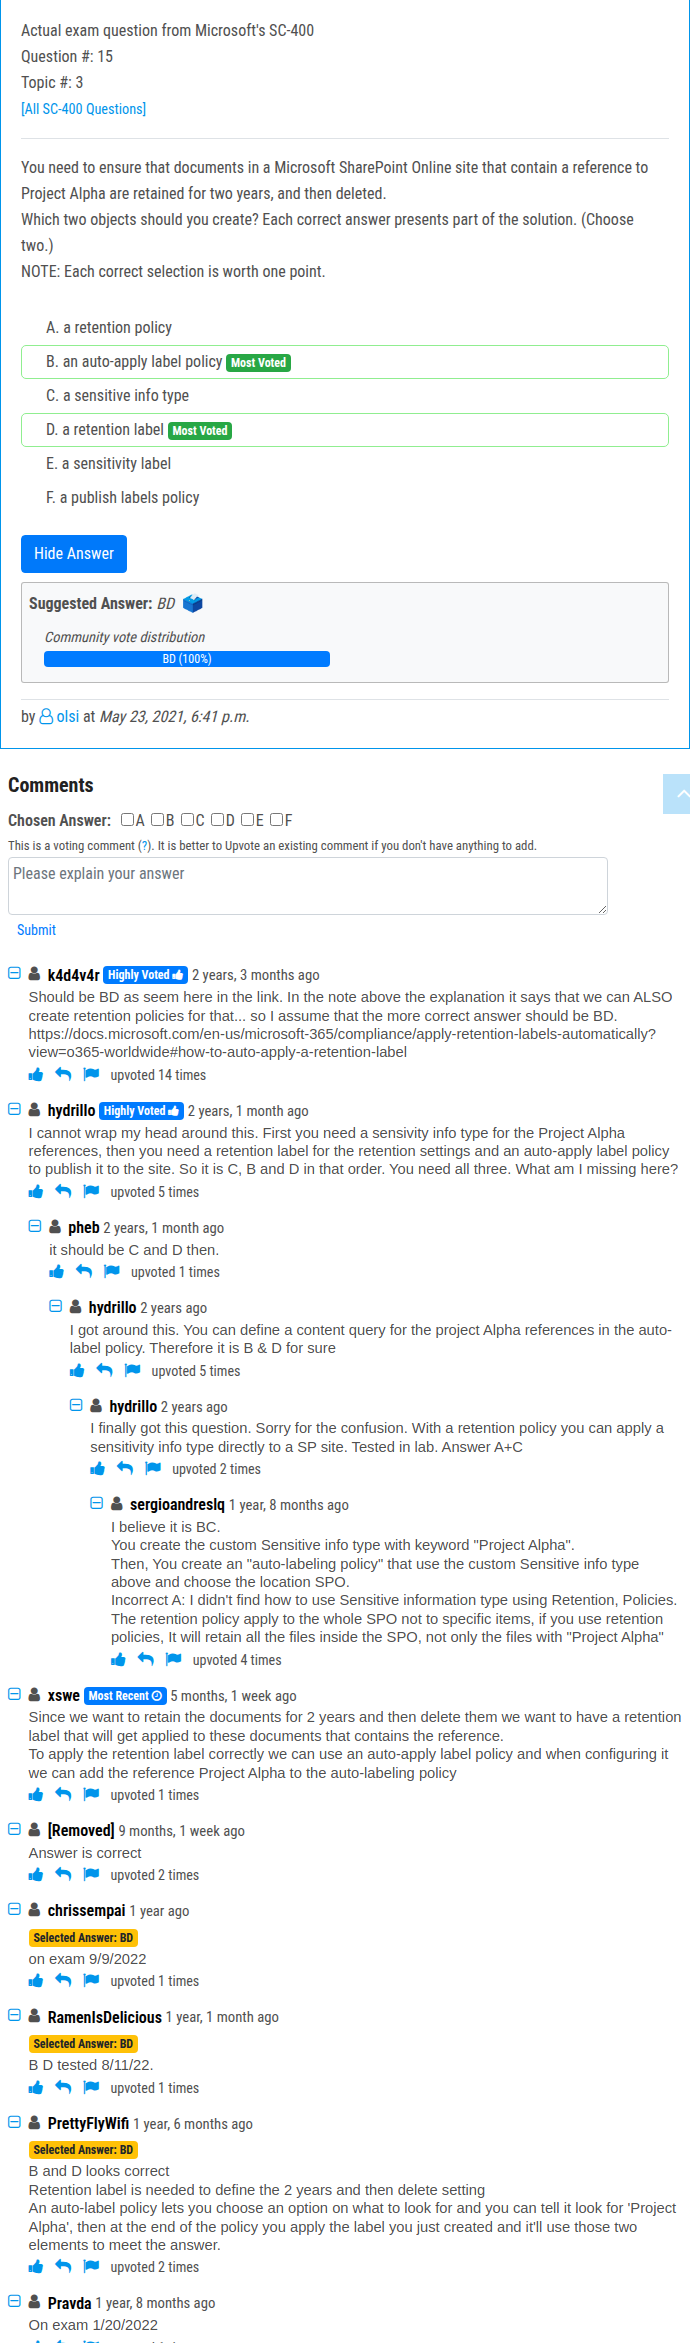 Actual exam question from Microsoft's SC-400
Question #: 15
Topic #: 3
[All SC-400 Questions]
You need to ensure that documents in a Microsoft SharePoint Online site that contain a reference to
Project Alpha are retained for two years, and then deleted.
Which two objects should you create? Each correct answer presents part of the solution. (Choose
two.)
NOTE: Each correct selection is worth one point.
A. a retention policy
B. an auto-apply label policy Most Voted
C. a sensitive info type
D. a retention label Most Voted
E. a sensitivity label
F. a publish labels policy
Hide Answer
Suggested Answer: BD
Community vote distribution
BD (100%)
by olsi at May 23, 2021, 6:41 p.m.
Comments
Chosen Answer: A B C D E F
This is a voting comment (?). It is better to Upvote an existing comment if you don't have anything to add.
Please explain your answer
Submit
k4d4v4r Highly Voted 2 years, 3 months ago
Should be BD as seem here in the link. In the note above the explanation it says that we can ALSO
create retention policies for that... so I assume that the more correct answer should be BD.
https://docs.microsoft.com/en-us/microsoft-365/compliance/apply-retention-labels-automatically?
view=o365-worldwide#how-to-auto-apply-a-retention-label
upvoted 14 times
hydrillo Highly Voted 2 years, 1 month ago
I cannot wrap my head around this. First you need a sensivity info type for the Project Alpha
references, then you need a retention label for the retention settings and an auto-apply label policy
to publish it to the site. So it is C, B and D in that order. You need all three. What am I missing here?
upvoted 5 times
pheb 2 years, 1 month ago
it should be C and D then.
upvoted 1 times
hydrillo 2 years ago
I got around this. You can define a content query for the project Alpha references in the auto-
label policy. Therefore it is B & D for sure
upvoted 5 times
hydrillo 2 years ago
I finally got this question. Sorry for the confusion. With a retention policy you can apply a
sensitivity info type directly to a SP site. Tested in lab. Answer A+C
upvoted 2 times
sergioandreslq 1 year, 8 months ago
I believe it is BC.
You create the custom Sensitive info type with keyword "Project Alpha".
Then, You create an "auto-labeling policy" that use the custom Sensitive info type
above and choose the location SPO.
Incorrect A: I didn't find how to use Sensitive information type using Retention, Policies.
The retention policy apply to the whole SPO not to specific items, if you use retention
policies, It will retain all the files inside the SPO, not only the files with "Project Alpha"
upvoted 4 times
xswe Most Recent 5 months, 1 week ago
Since we want to retain the documents for 2 years and then delete them we want to have a retention
label that will get applied to these documents that contains the reference.
To apply the retention label correctly we can use an auto-apply label policy and when configuring it
we can add the reference Project Alpha to the auto-labeling policy
upvoted 1 times
[Removed] 9 months, 1 week ago
Answer is correct
upvoted 2 times
chrissempai 1 year ago
Selected Answer: BD
on exam 9/9/2022
upvoted 1 times
RamenIsDelicious 1 year, 1 month ago
Selected Answer: BD
B D tested 8/11/22.
upvoted 1 times
PrettyFlyWifi 1 year, 6 months ago
Selected Answer: BD
B and D looks correct
Retention label is needed to define the 2 years and then delete setting
An auto-label policy lets you choose an option on what to look for and you can tell it look for 'Project
Alpha', then at the end of the policy you apply the label you just created and it'll use those two
elements to meet the answer.
upvoted 2 times
Pravda 1 year, 8 months ago
On exam 1/20/2022